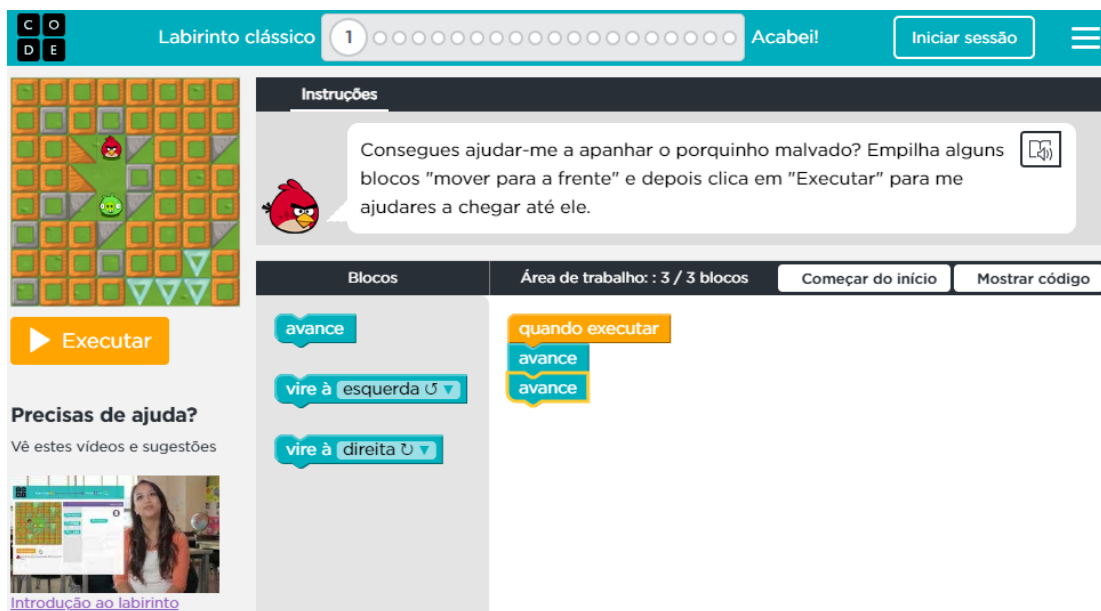 C O
D E
Labirinto clássico
1
Acabei!
Iniciar sessão
Instruções
Consegues ajudar-me a apanhar o porquinho malvado? Empilha alguns
blocos "mover para a frente" e depois clica em "Executar" para me
ajudares a chegar até ele.
Executar
Precisas de ajuda?
Vê estes vídeos e sugestões
Introdução ao labirinto
Blocos
avance
vire à esquerda ↺ ▼
vire à direita ↻ ▼
Área de trabalho: : 3 / 3 blocos
Começar do início
Mostrar código
quando executar
avance
avance